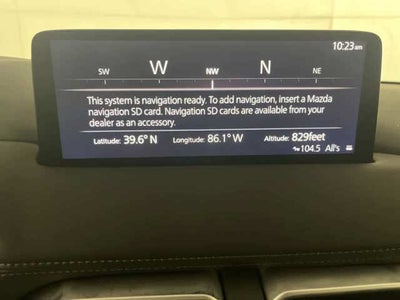 10:23am
SW W NW N NE
This system is navigation ready. To add navigation, insert a Mazda
navigation SD card. Navigation SD cards are available from your
dealer as an accessory.
Latitude: 39.6° N Longitude: 86.1° W Altitude: 829feet
104.5 All's